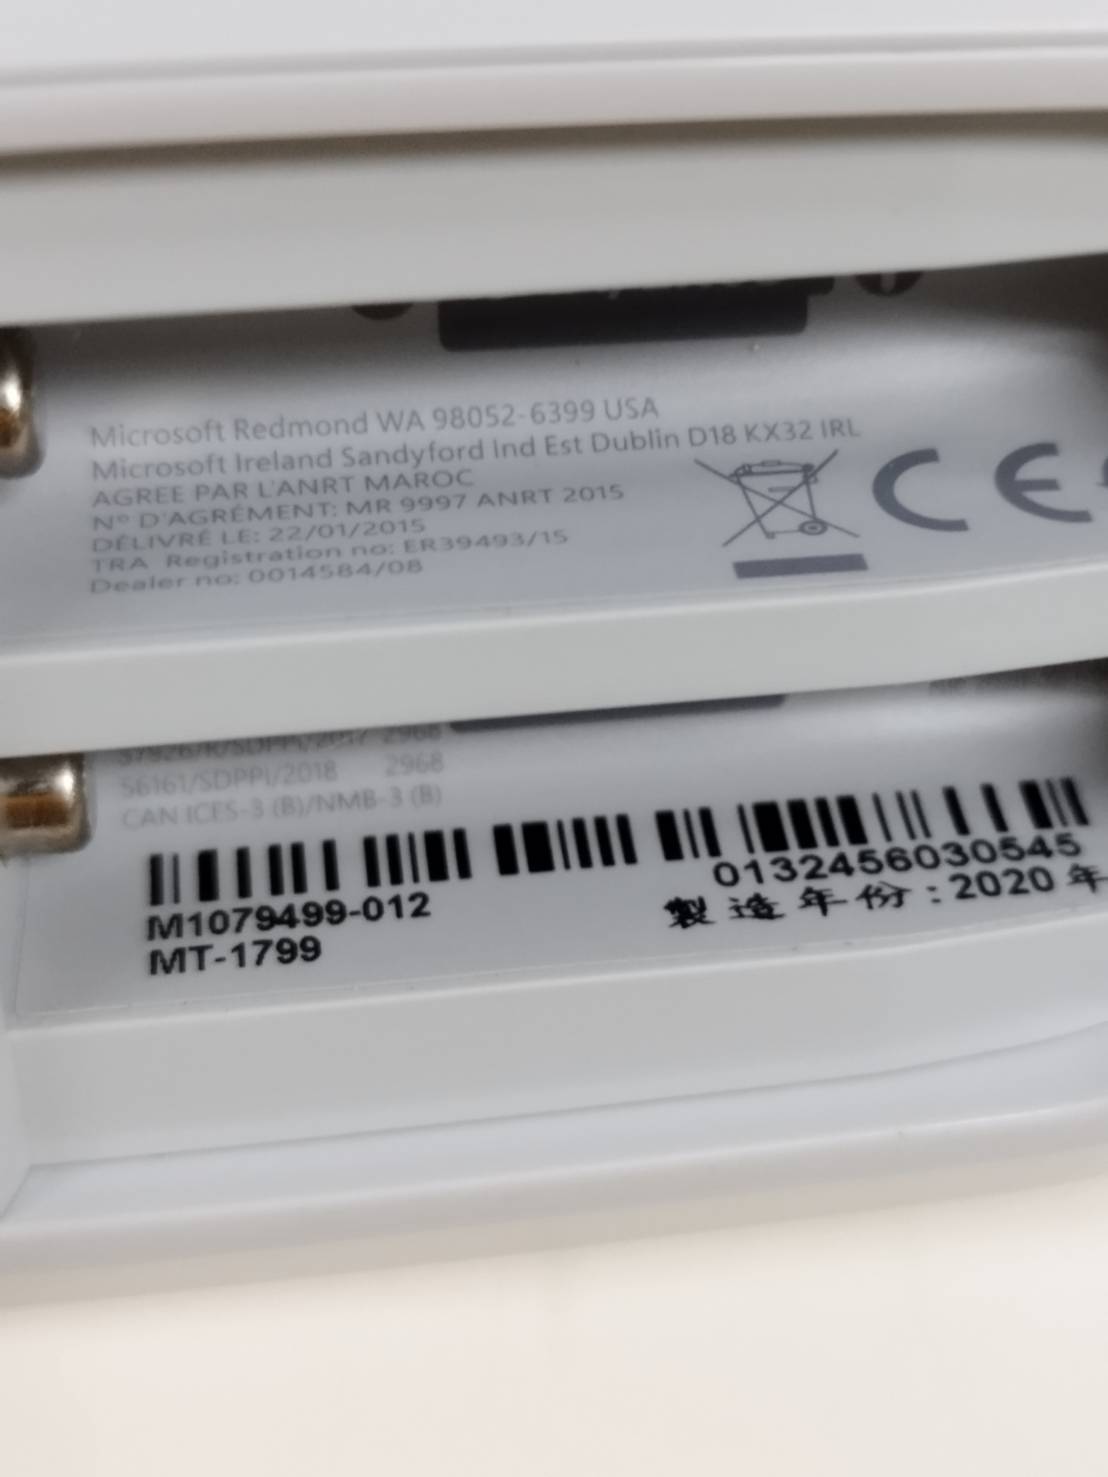 Microsoft Redmond WA 98052-6399 USA
Microsoft Ireland Sandyford Ind Est Dublin D18 KX32 IRL
AGREE PAR L'ANRT MAROC
N° D'AGRÉMENT: MR 9997 ANRT 2015
DÉLIVRÉ LE: 22/01/2015
TRA Registration no: ER39493/15
Dealer no: 0014584/08
CE
56161/SDPPI/2018 2968
CAN ICES-3 (B)/NMB-3 (B)
0132456030545
M1079499-012
製造年份:2020年
MT-1799